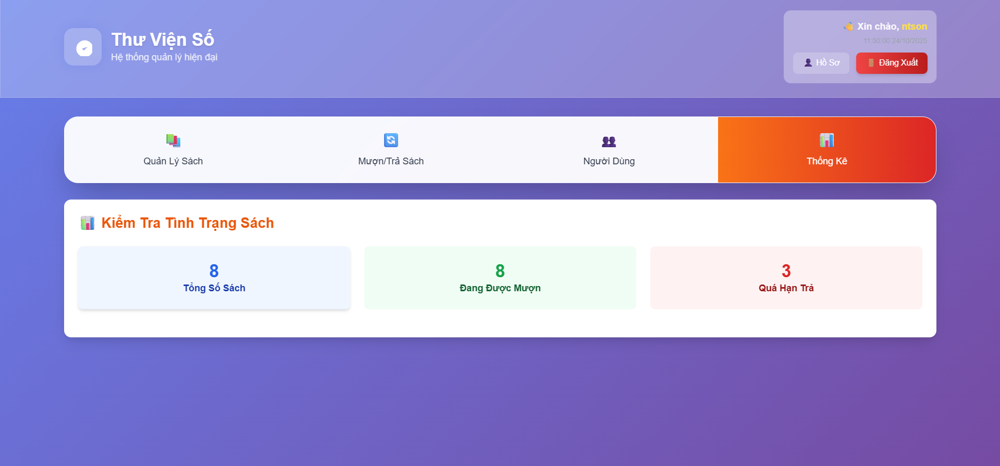 Thư Viện Số
Hệ thống quản lý hiện đại
Xin chào, ntson
11:50:00 24/10/2025
Hồ Sơ
Đăng Xuất
Quản Lý Sách
Mượn/Trả Sách
Người Dùng
Thống Kê
Kiểm Tra Tình Trạng Sách
8
Tổng Số Sách
8
Đang Được Mượn
3
Quá Hạn Trả